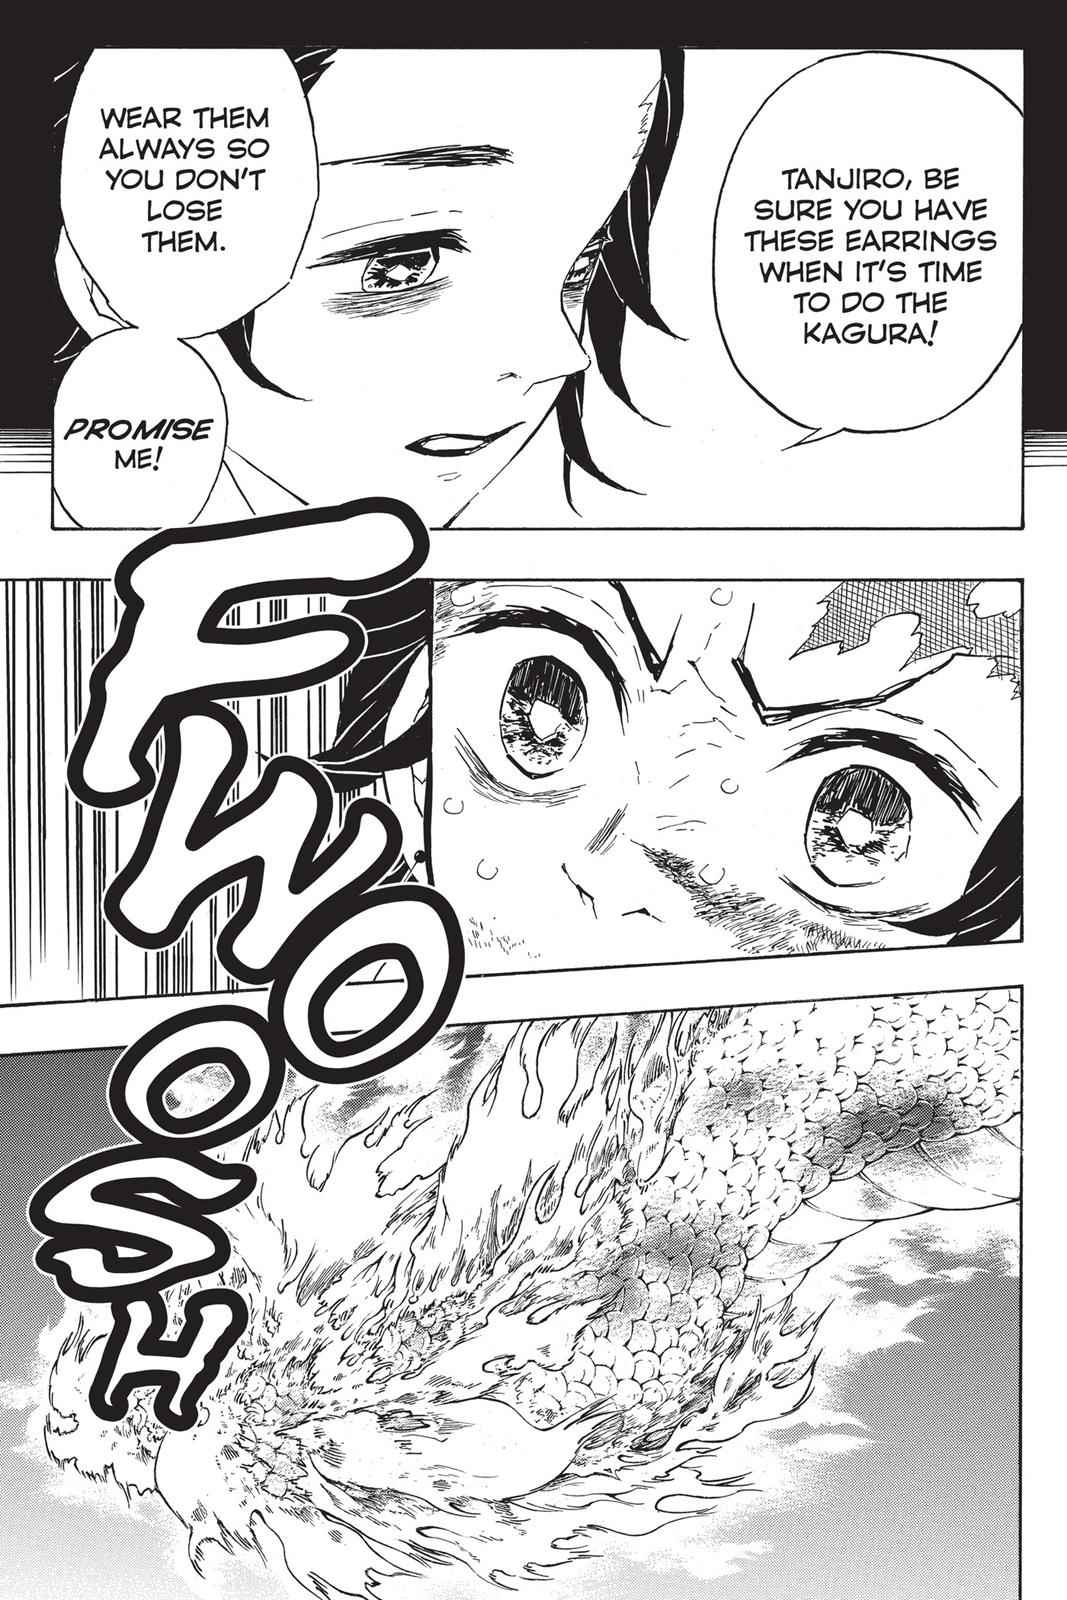 TANJIRO, BE
SURE YOU HAVE
THESE EARRINGS
WHEN IT'S TIME
TO DO THE
KAGURA!
WEAR THEM
ALWAYS SO
YOU DON'T
LOSE
THEM.
PROMISE
ME!
FWOOSH